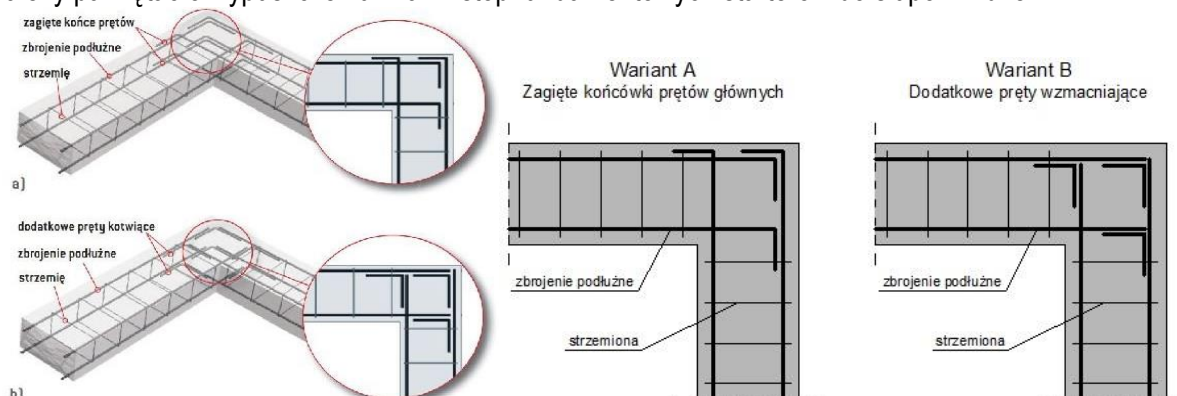 zagięte końce prętów
zbrojenie podłużne
strzemię
a)
dodatkowe pręty kotwiące
zbrojenie podłużne
strzemię
b)
Wariant A
Zagięte końcówki prętów głównych
zbrojenie podłużne
strzemiona
Wariant B
Dodatkowe pręty wzmacniające
zbrojenie podłużne
strzemiona